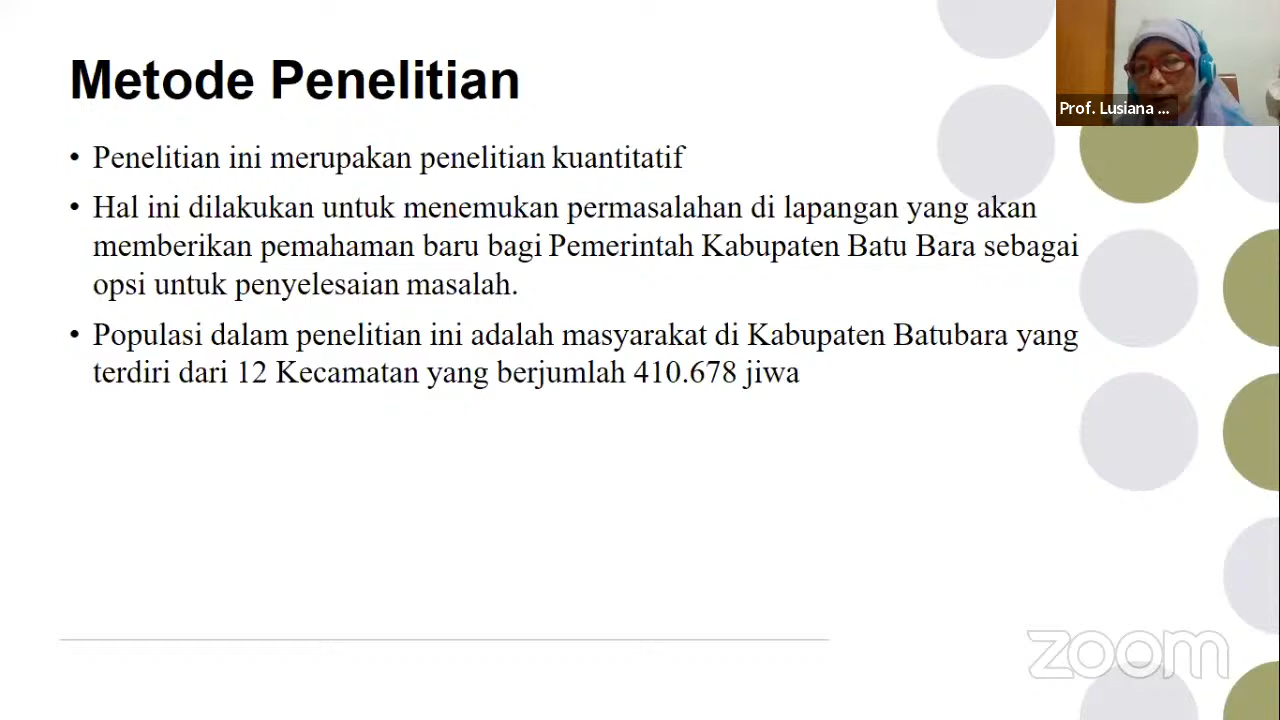 Metode Penelitian
Prof. Lusiana ...
• Penelitian ini merupakan penelitian kuantitatif
• Hal ini dilakukan untuk menemukan permasalahan di lapangan yang akan
memberikan pemahaman baru bagi Pemerintah Kabupaten Batu Bara sebagai
opsi untuk penyelesaian masalah.
• Populasi dalam penelitian ini adalah masyarakat di Kabupaten Batubara yang
terdiri dari 12 Kecamatan yang berjumlah 410.678 jiwa
zoom